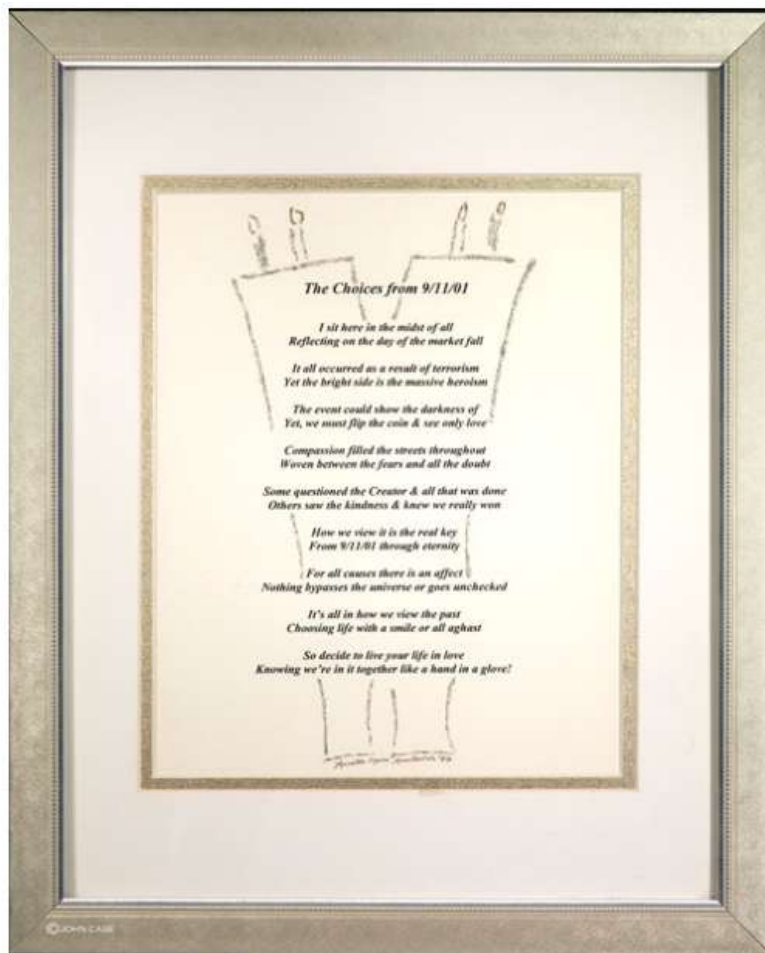 The Choices from 9/11/01
I sit here in the midst of all
Reflecting on the day of the market fall
It all occurred as a result of terrorism
Yet the bright side is the massive heroism
The event could show the darkness of
Yet, we must flip the coin & see only love
Compassion filled the streets throughout
Woven between the fears and all the doubt
Some questioned the Creator & all that was done
Others saw the kindness & knew we really won
How we view it is the real key
From 9/11/01 through eternity
For all causes there is an affect
Nothing bypasses the universe or goes unchecked
It's all in how we view the past
Choosing life with a smile or all aghast
So decide to live your life in love
Knowing we're in it together like a hand in a glove!
©JOHN CASE